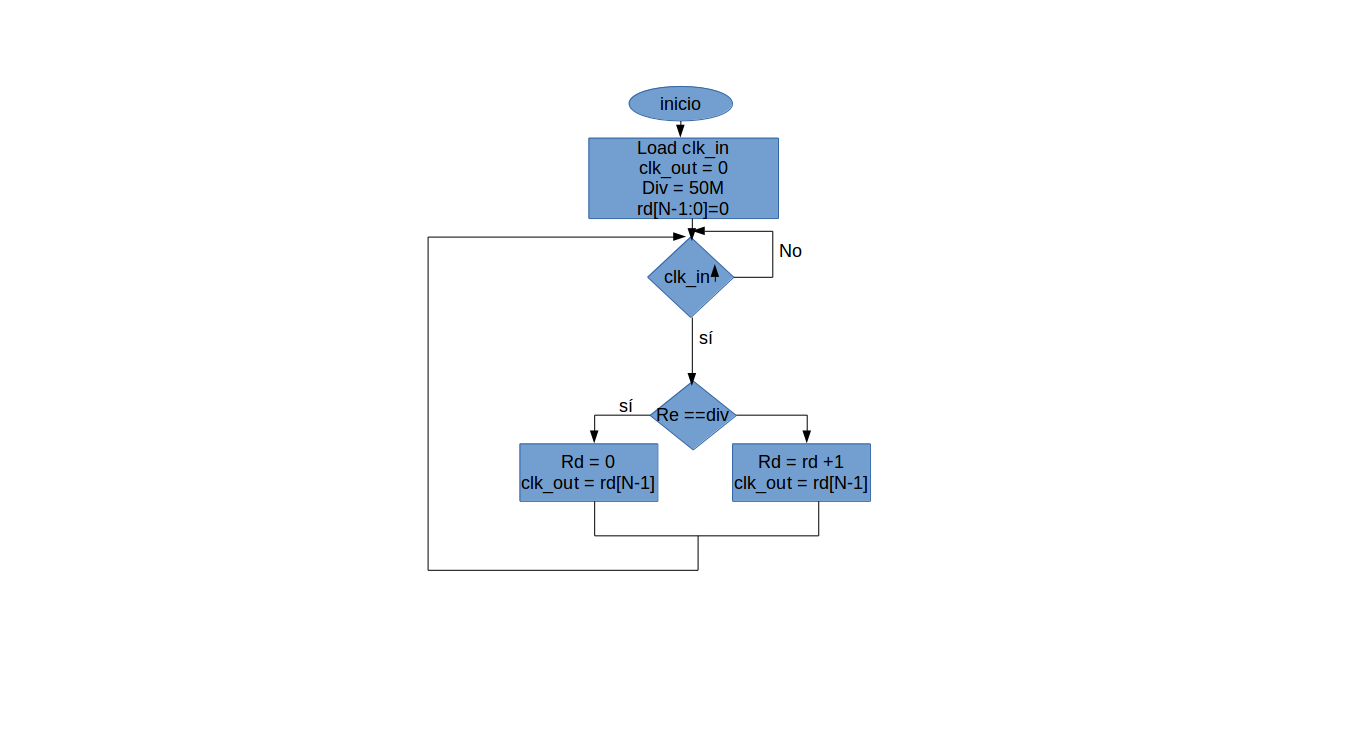 inicio
Load clk_in
clk_out = 0
Div = 50M
rd[N-1:0]=0
No
clk_in
sí
sí
Re ==div
Rd = 0
clk_out = rd[N-1]
Rd = rd +1
clk_out = rd[N-1]